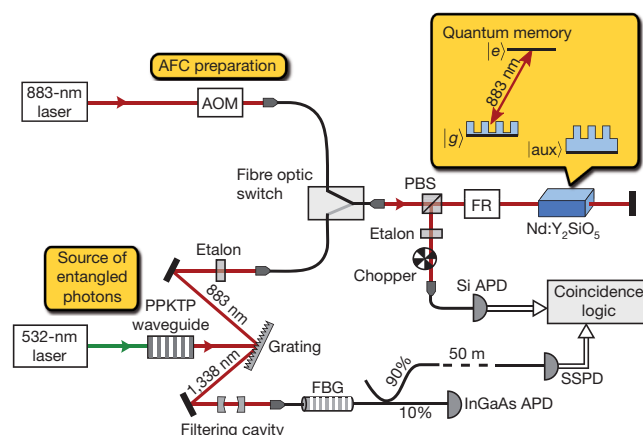 Quantum memory
|e⟩
883 nm
|g⟩
|aux⟩
AFC preparation
883-nm
laser
AOM
Fibre optic
switch
PBS
FR
Nd:Y₂SiO₅
Etalon
Chopper
Si APD
Coincidence
logic
Source of
entangled
photons
Etalon
883 nm
PPKTP
waveguide
532-nm
laser
Grating
1,338 nm
Filtering cavity
FBG
90%
10%
50 m
SSPD
InGaAs APD